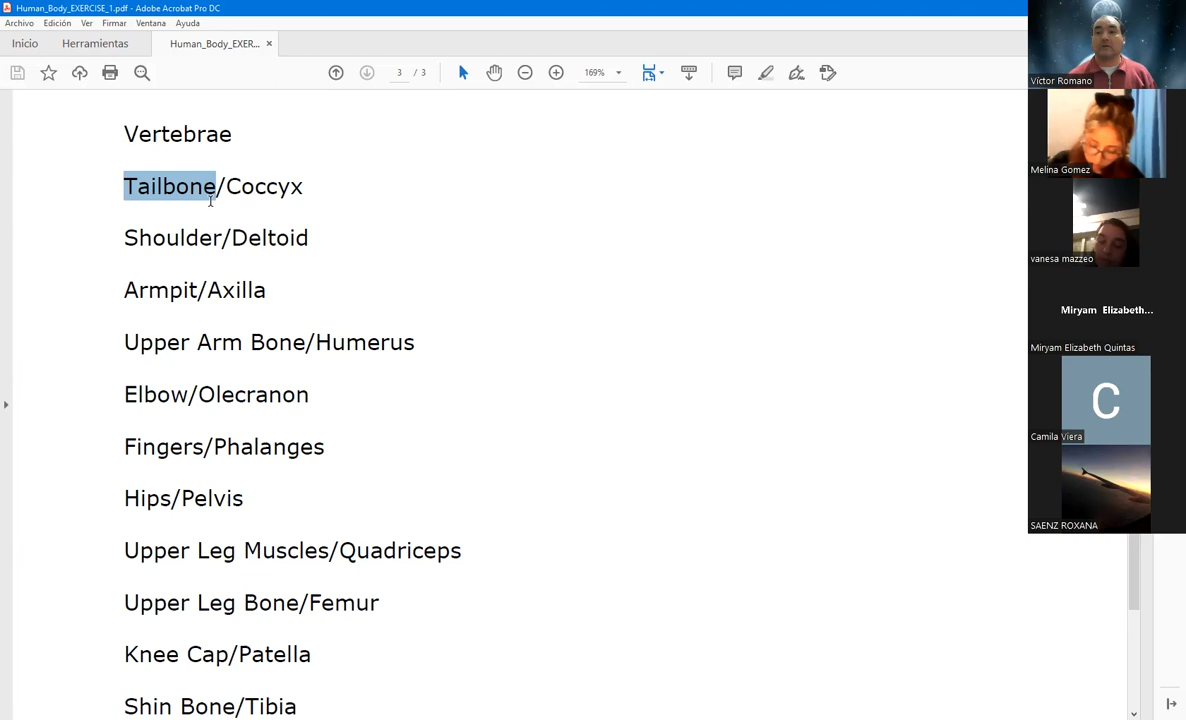 Human_Body_EXERCISE_1.pdf - Adobe Acrobat Pro DC
Archivo Edición Ver Firmar Ventana Ayuda
Inicio Herramientas Human_Body_EXER... ×
3 / 3 169%
Vertebrae
Tailbone/Coccyx
Shoulder/Deltoid
Armpit/Axilla
Upper Arm Bone/Humerus
Elbow/Olecranon
Fingers/Phalanges
Hips/Pelvis
Upper Leg Muscles/Quadriceps
Upper Leg Bone/Femur
Knee Cap/Patella
Shin Bone/Tibia
Víctor Romano
Melina Gomez
vanesa mazzeo
Miryam Elizabeth...
Miryam Elizabeth Quintas
C
Camila Viera
SAENZ ROXANA